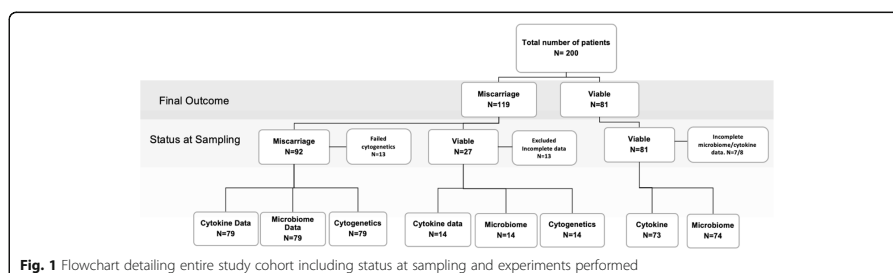 Total number of patients
N= 200
Final Outcome
Miscarriage
N=119
Viable
N=81
Status at Sampling
Miscarriage
N=92
Failed
cytogenetics
N=13
Viable
N=27
Excluded
Incomplete data
N=13
Viable
N=81
Incomplete
microbiome/cytokine
data. N=7/8
Cytokine Data
N=79
Microbiome
Data
N=79
Cytogenetics
N=79
Cytokine data
N=14
Microbiome
N=14
Cytogenetics
N=14
Cytokine
N=73
Microbiome
N=74
Fig. 1 Flowchart detailing entire study cohort including status at sampling and experiments performed